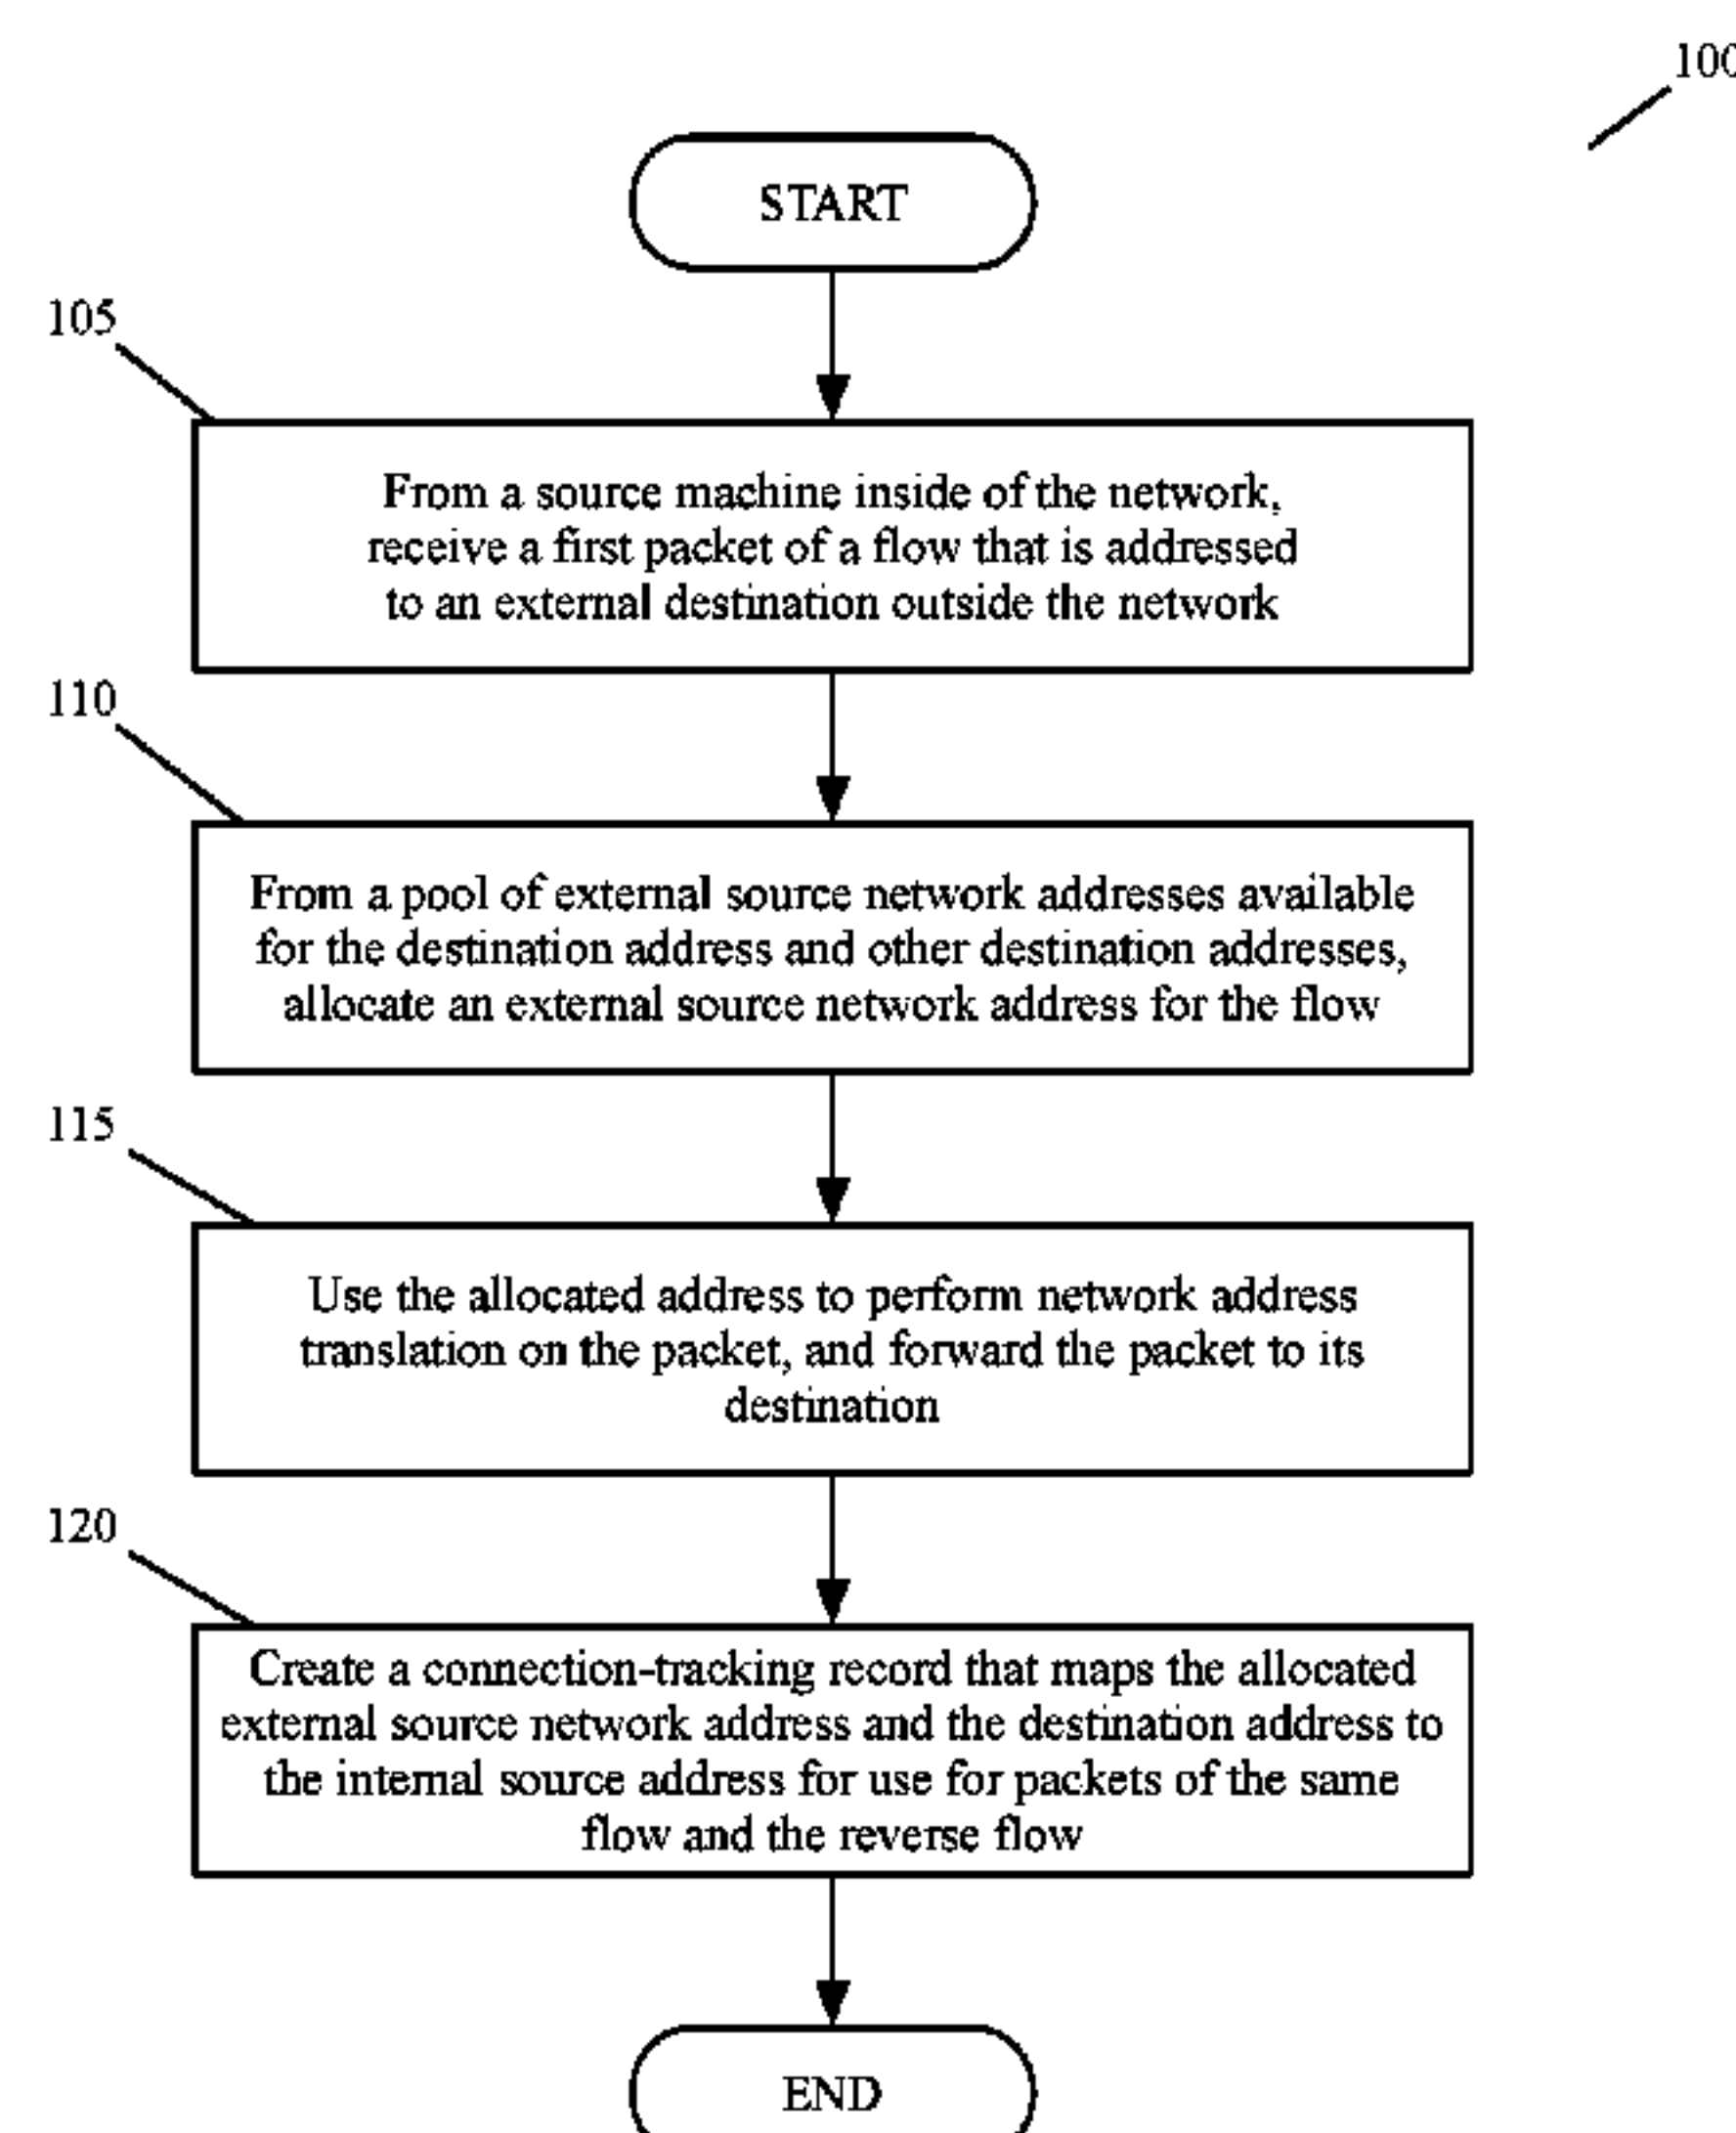 100
START
105
From a source machine inside of the network,
receive a first packet of a flow that is addressed
to an external destination outside the network
110
From a pool of external source network addresses available
for the destination address and other destination addresses,
allocate an external source network address for the flow
115
Use the allocated address to perform network address
translation on the packet, and forward the packet to its
destination
120
Create a connection-tracking record that maps the allocated
external source network address and the destination address to
the internal source address for use for packets of the same
flow and the reverse flow
END